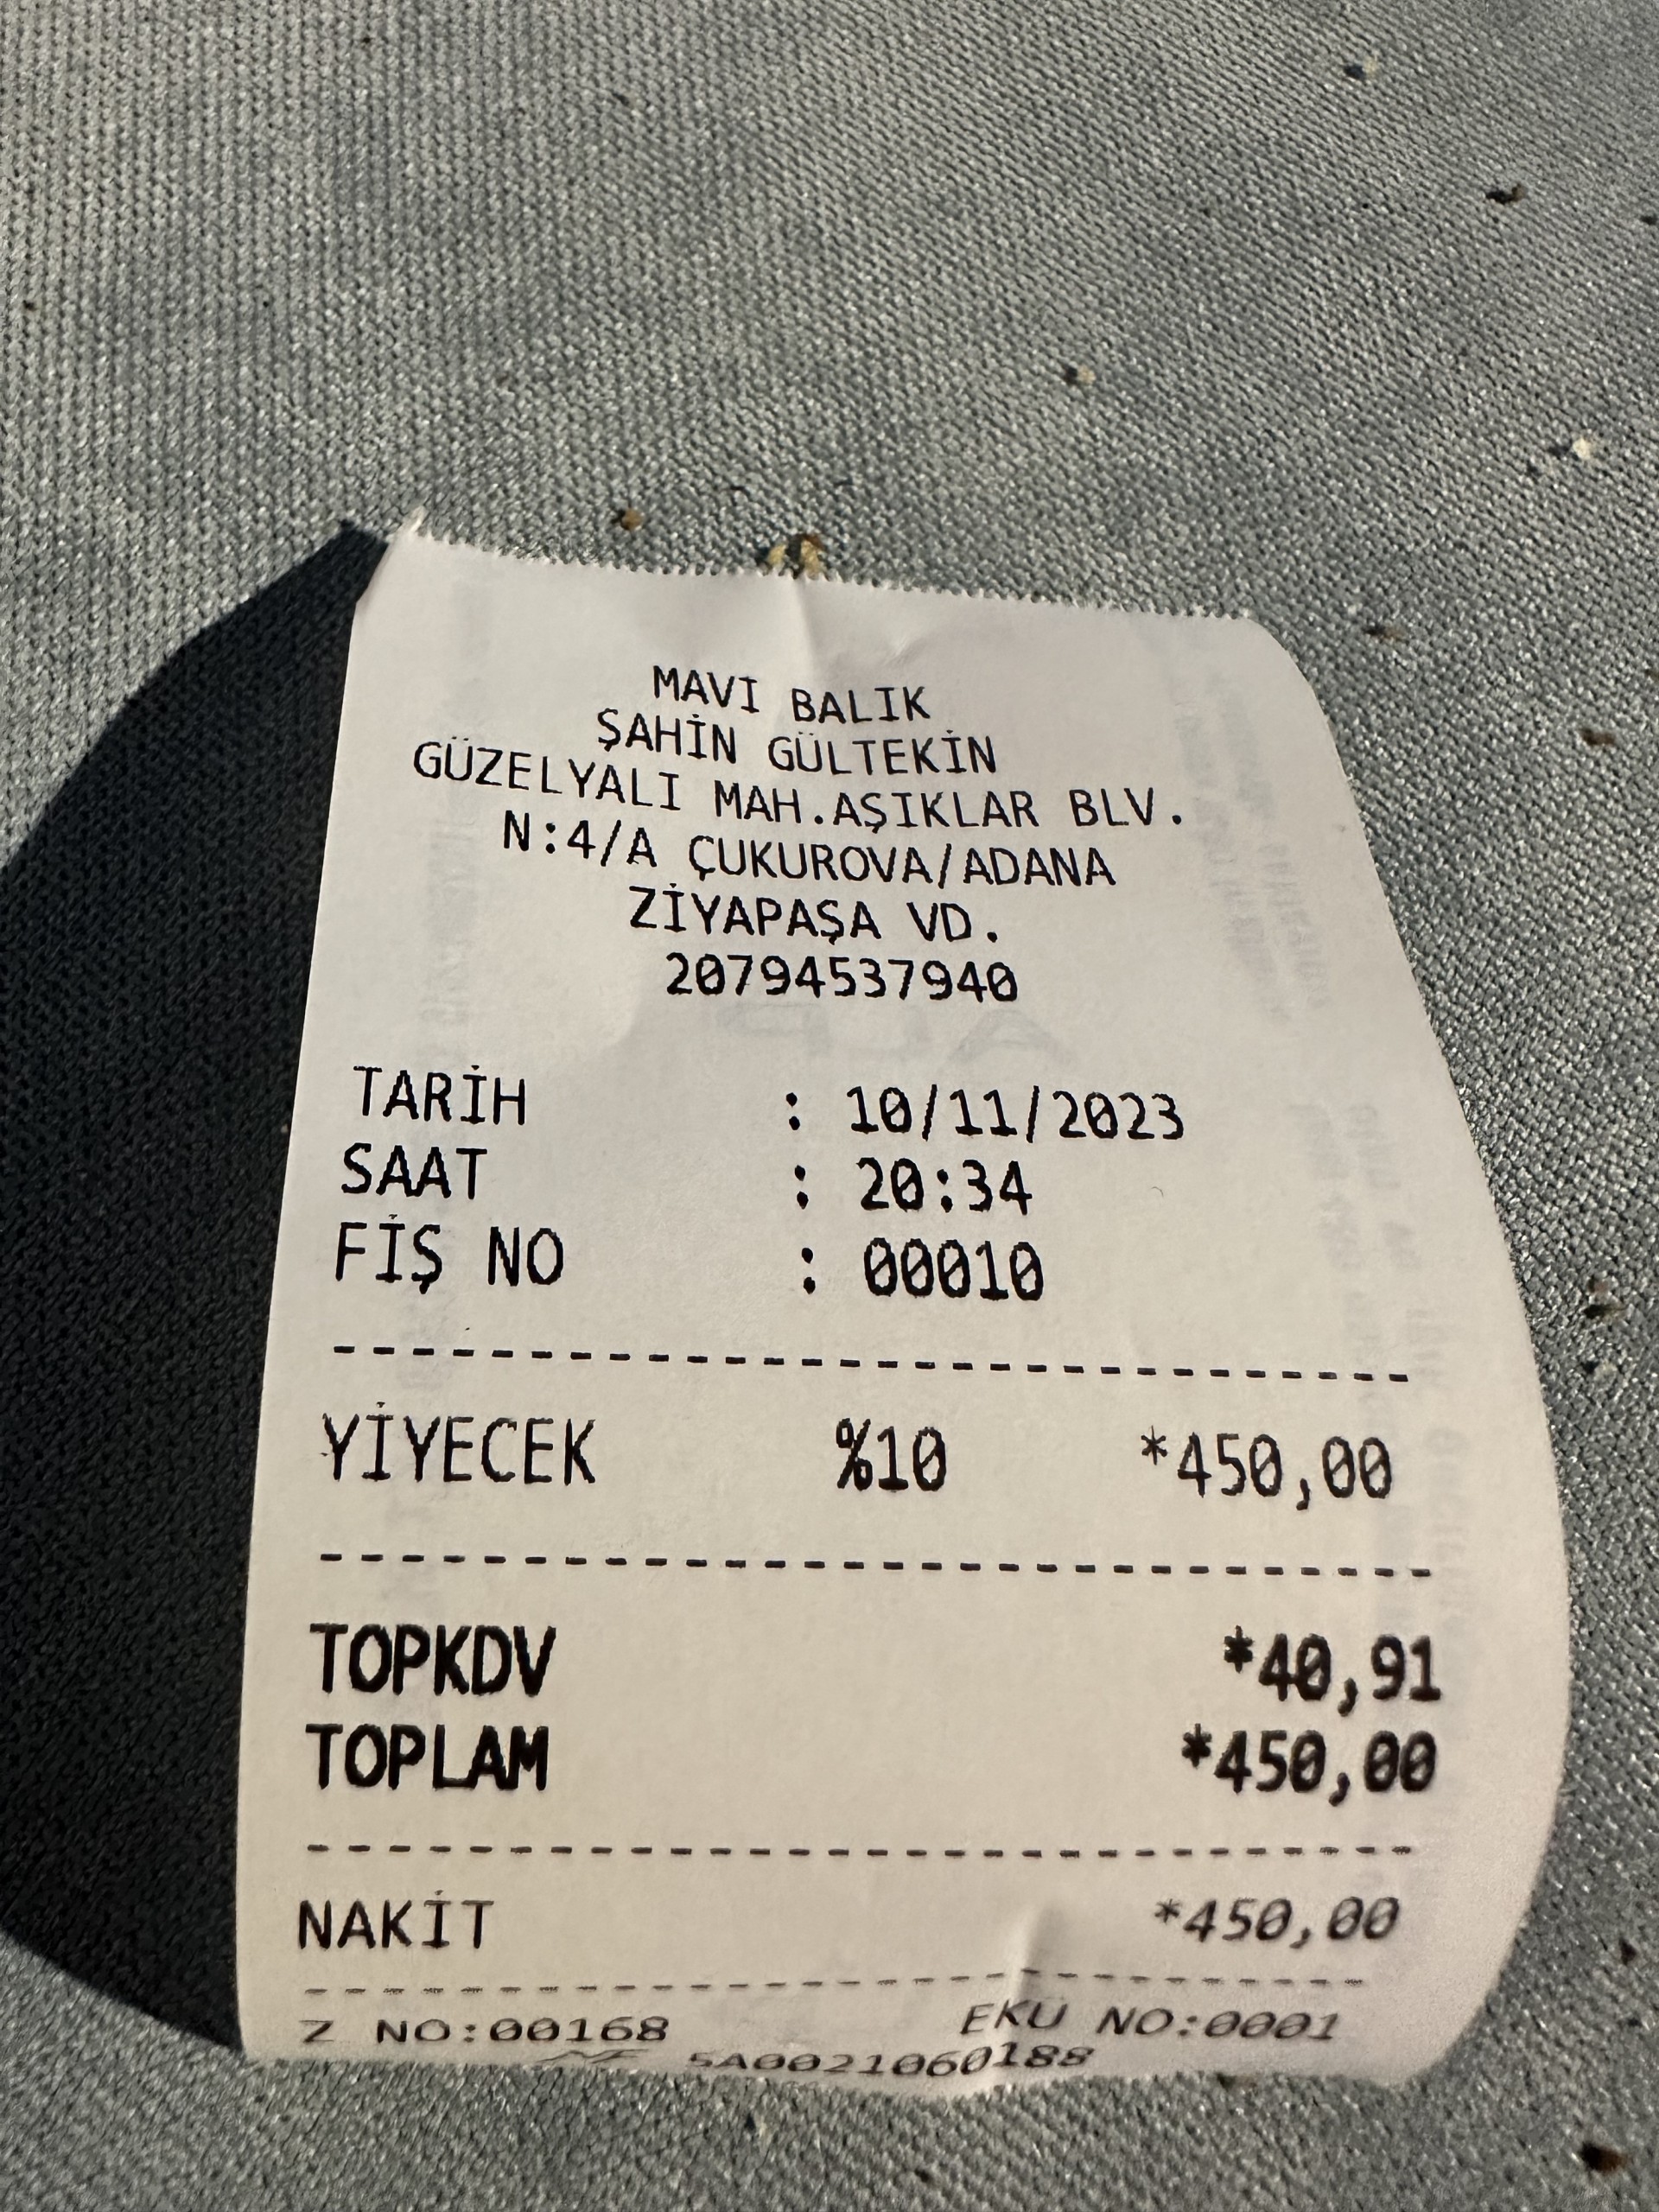 MAVI BALIK
ŞAHİN GÜLTEKİN
GÜZELYALI MAH.AŞIKLAR BLV.
N:4/A ÇUKUROVA/ADANA
ZİYAPAŞA VD.
20794537940
TARİH : 10/11/2023
SAAT : 20:34
FİŞ NO : 00010
YİYECEK %10 *450,00
TOPKDV *40,91
TOPLAM *450,00
NAKİT *450,00
Z NO:00168 EKÜ NO:0001
5A0021060188